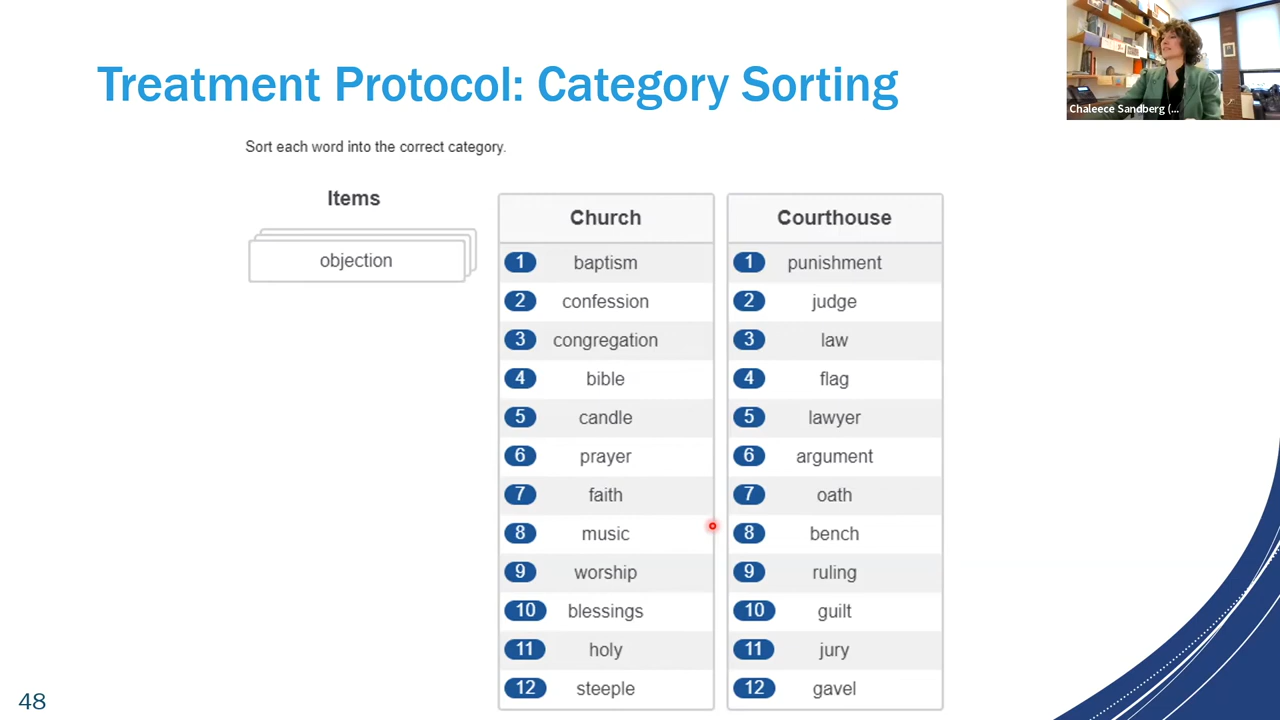 Treatment Protocol: Category Sorting
Chaleece Sandberg (...
Sort each word into the correct category.
Items
objection
Church
1 baptism
2 confession
3 congregation
4 bible
5 candle
6 prayer
7 faith
8 music
9 worship
10 blessings
11 holy
12 steeple
Courthouse
1 punishment
2 judge
3 law
4 flag
5 lawyer
6 argument
7 oath
8 bench
9 ruling
10 guilt
11 jury
12 gavel
48